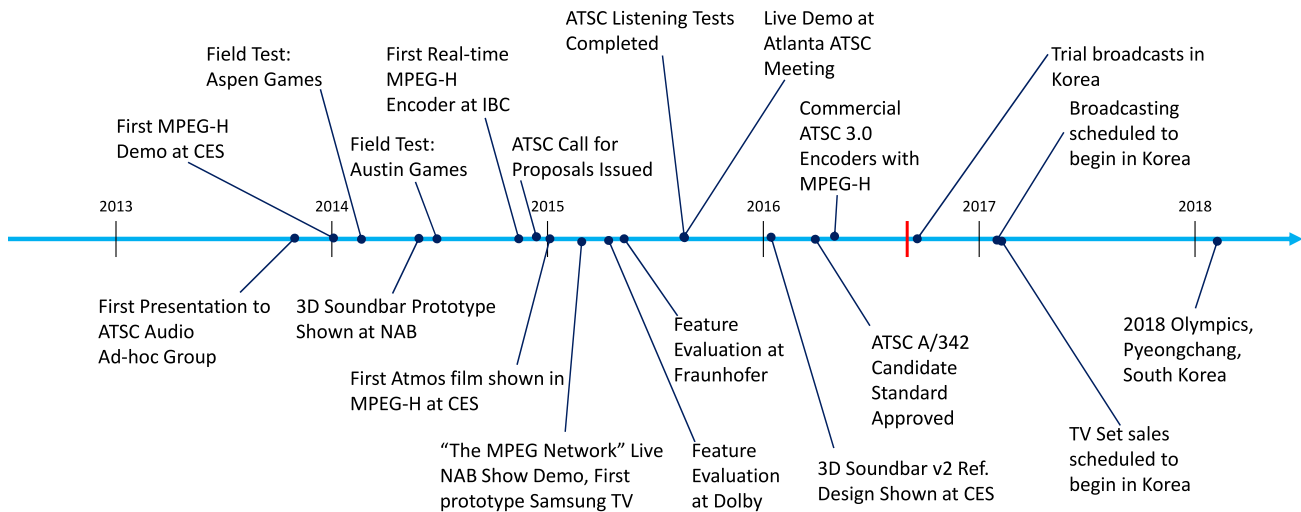 ATSC Listening Tests
Completed
Live Demo at
Atlanta ATSC
Meeting
Field Test:
Aspen Games
First Real-time
MPEG-H
Encoder at IBC
Trial broadcasts in
Korea
First MPEG-H
Demo at CES
Field Test:
Austin Games
ATSC Call for
Proposals Issued
Commercial
ATSC 3.0
Encoders with
MPEG-H
Broadcasting
scheduled to
begin in Korea
2013
2014
2015
2016
2017
2018
First Presentation to
ATSC Audio
Ad-hoc Group
3D Soundbar Prototype
Shown at NAB
First Atmos film shown in
MPEG-H at CES
"The MPEG Network" Live
NAB Show Demo, First
prototype Samsung TV
Feature
Evaluation at
Fraunhofer
Feature
Evaluation
at Dolby
ATSC A/342
Candidate
Standard
Approved
3D Soundbar v2 Ref.
Design Shown at CES
2018 Olympics,
Pyeongchang,
South Korea
TV Set sales
scheduled to
begin in Korea